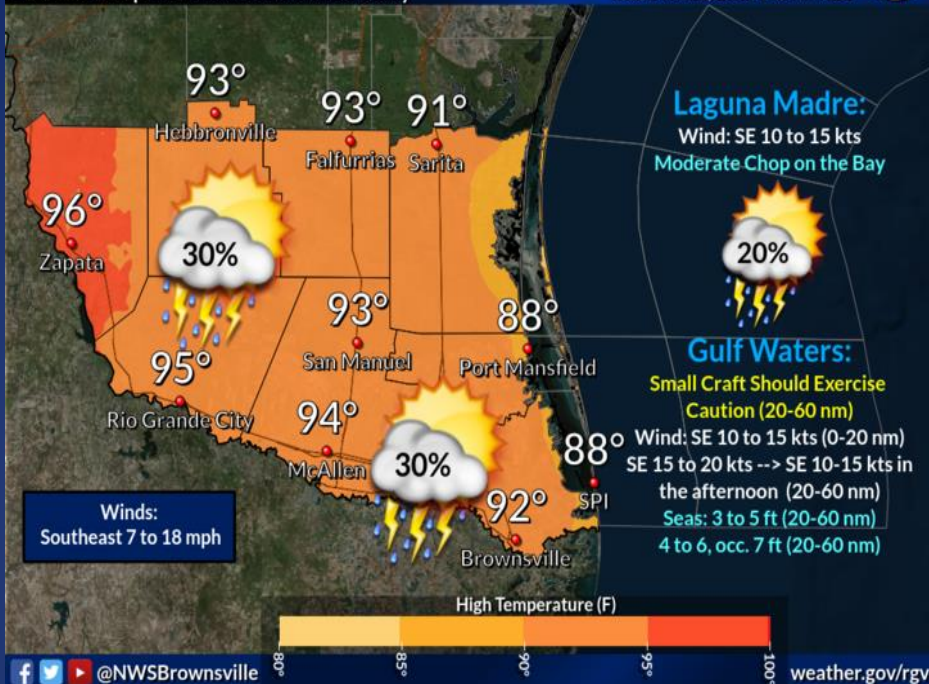 93°
Hebbronville
93°
Falfurrias
91°
Sarita
96°
Zapata
30%
93°
San Manuel
88°
Port Mansfield
95°
Rio Grande City
94°
McAllen
30%
88°
SPI
92°
Brownsville
Winds:
Southeast 7 to 18 mph
Laguna Madre:
Wind: SE 10 to 15 kts
Moderate Chop on the Bay
20%
Gulf Waters:
Small Craft Should Exercise
Caution (20-60 nm)
Wind: SE 10 to 15 kts (0-20 nm)
SE 15 to 20 kts --> SE 10-15 kts in
the afternoon (20-60 nm)
Seas: 3 to 5 ft (20-60 nm)
4 to 6, occ. 7 ft (20-60 nm)
High Temperature (F)
80°
85°
90°
95°
100°
@NWSBrownsville
weather.gov/rgv